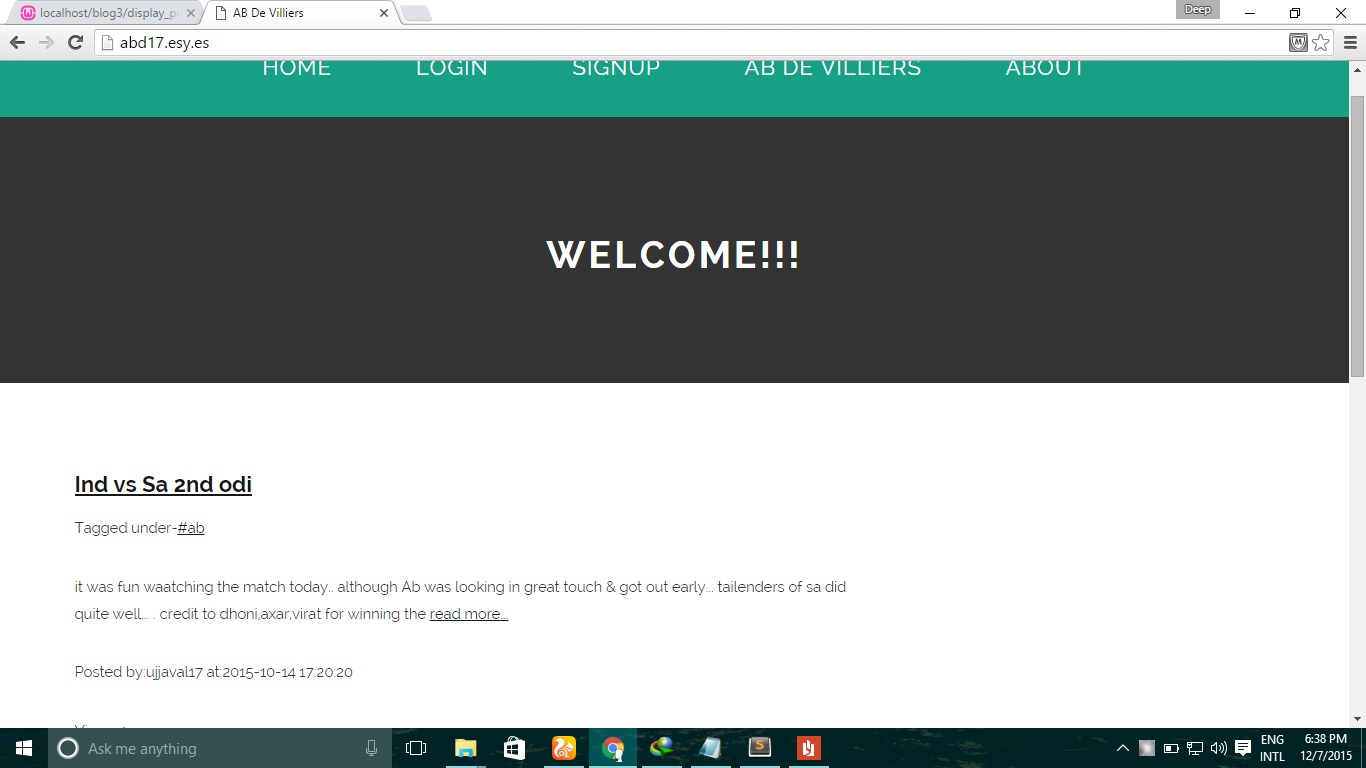 localhost/blog3/display_p
AB De Villiers
Deep
abd17.esy.es
HOME LOGIN SIGNUP AB DE VILLIERS ABOUT
WELCOME!!!
Ind vs Sa 2nd odi
Tagged under-#ab
it was fun waatching the match today.. although Ab was looking in great touch & got out early... tailenders of sa did
quite well... . credit to dhoni,axar,virat for winning the read more...
Posted by:ujjaval17 at:2015-10-14 17:20:20
Ask me anything
ENG
INTL
6:38 PM
12/7/2015